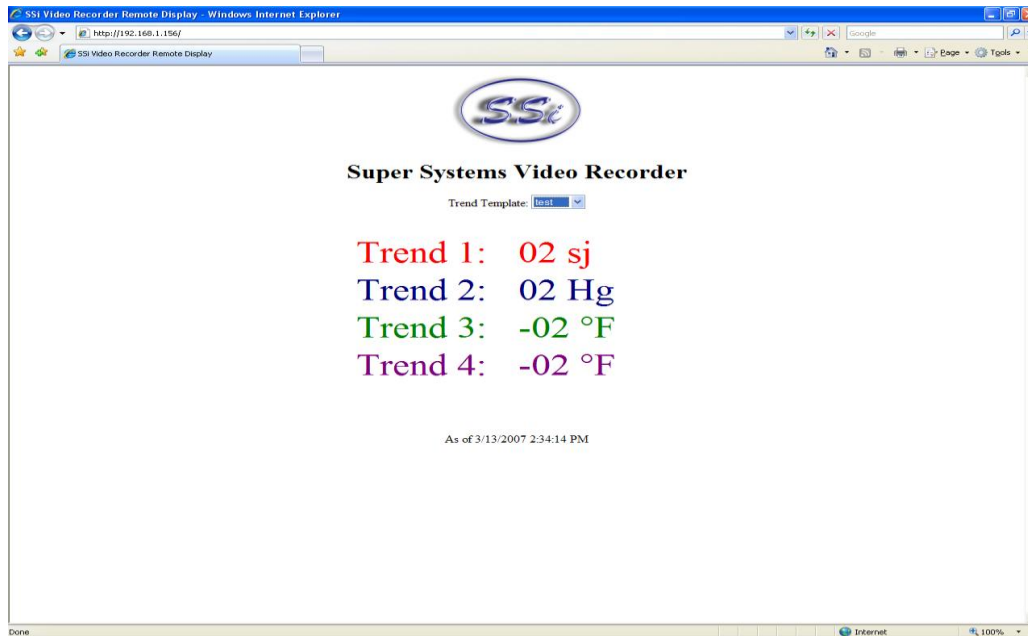 SSi Video Recorder Remote Display - Windows Internet Explorer
http://192.168.1.156/
Google
SSi Video Recorder Remote Display
Page
Tools
SSi
Super Systems Video Recorder
Trend Template: test
Trend 1: 02 sj
Trend 2: 02 Hg
Trend 3: -02 °F
Trend 4: -02 °F
As of 3/13/2007 2:34:14 PM
Done
Internet
100%